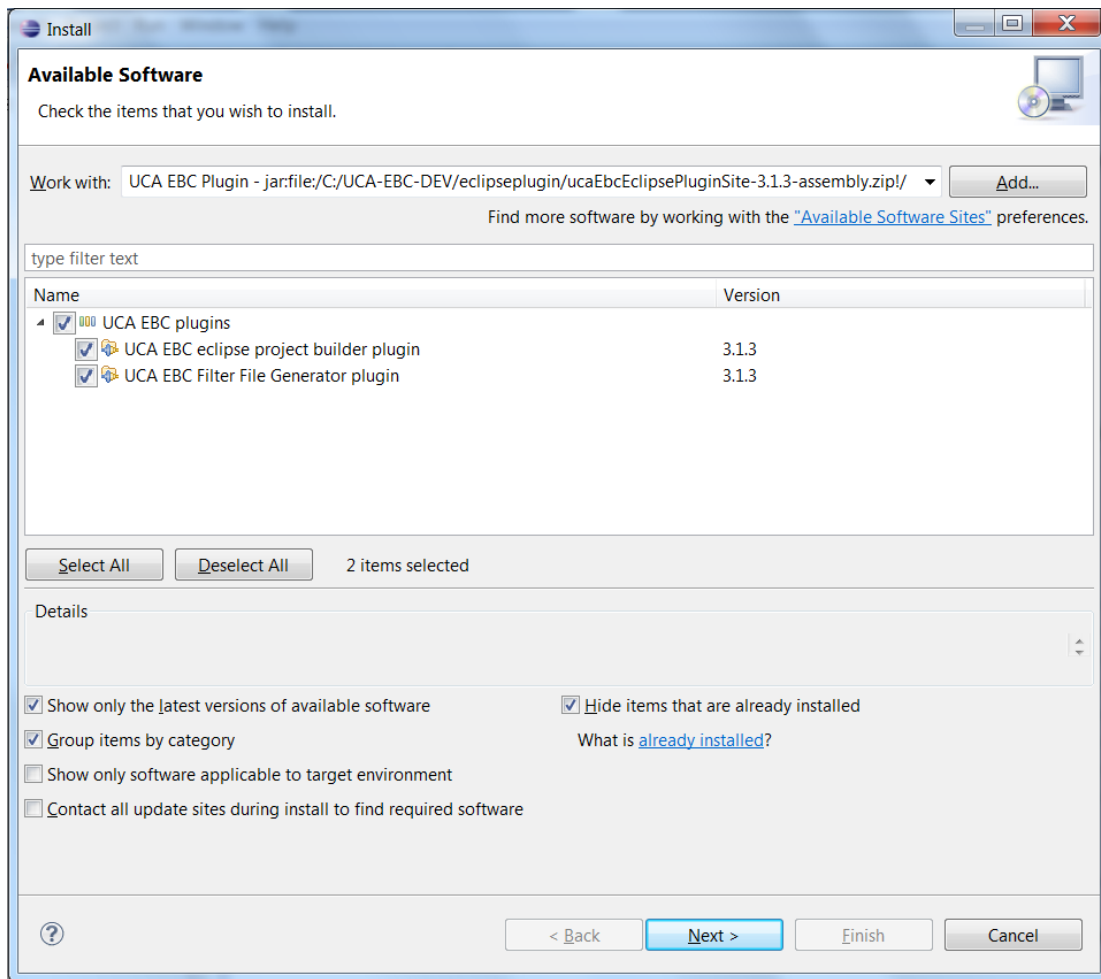 Install
Available Software
Check the items that you wish to install.
Work with: UCA EBC Plugin - jar:file:/C:/UCA-EBC-DEV/eclipseplugin/ucaEbcEclipsePluginSite-3.1.3-assembly.zip!/ Add...
Find more software by working with the "Available Software Sites" preferences.
type filter text
Name Version
UCA EBC plugins
UCA EBC eclipse project builder plugin 3.1.3
UCA EBC Filter File Generator plugin 3.1.3
Select All Deselect All 2 items selected
Details
Show only the latest versions of available software Hide items that are already installed
Group items by category What is already installed?
Show only software applicable to target environment
Contact all update sites during install to find required software
? < Back Next > Finish Cancel